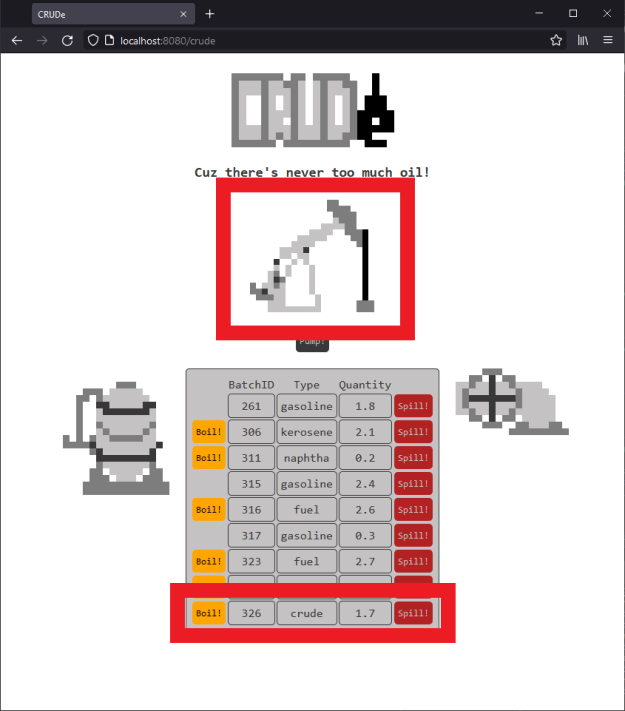 CRUDe
localhost:8080/crude
CRUDe
Cuz there's never too much oil!
Pump!
BatchID Type Quantity
261 gasoline 1.8 Spill!
Boil! 306 kerosene 2.1 Spill!
Boil! 311 naphtha 0.2 Spill!
315 gasoline 2.4 Spill!
Boil! 316 fuel 2.6 Spill!
317 gasoline 0.3 Spill!
Boil! 323 fuel 2.7 Spill!
Boil! 326 crude 1.7 Spill!